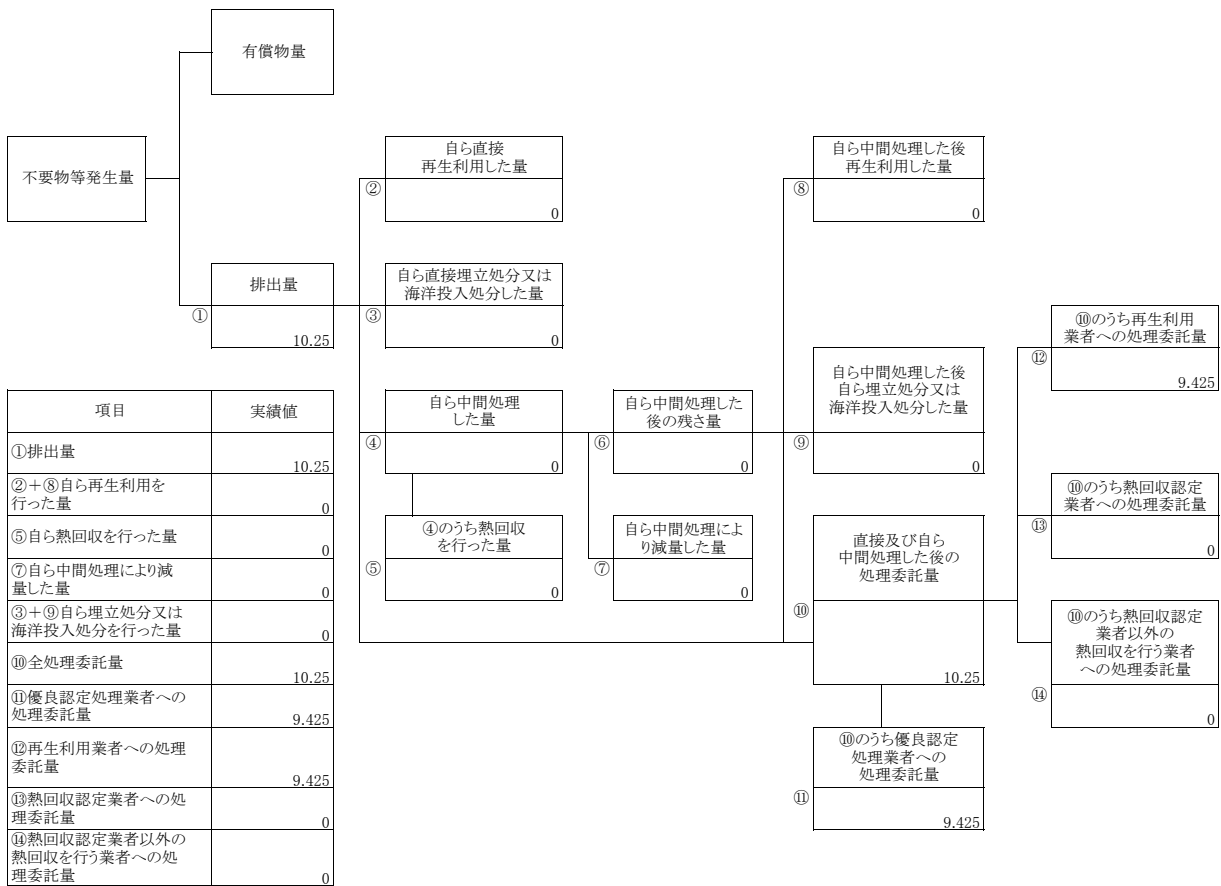 有償物量
不要物等発生量
排出量
①
10.25
自ら直接
再生利用した量
②
0
自ら直接埋立処分又は
海洋投入処分した量
③
0
自ら中間処理
した量
④
0
④のうち熱回収
を行った量
⑤
0
自ら中間処理した
後の残さ量
⑥
0
自ら中間処理によ
り減量した量
⑦
0
自ら中間処理した後
再生利用した量
⑧
0
自ら中間処理した後
自ら埋立処分又は
海洋投入処分した量
⑨
0
直接及び自ら
中間処理した後の
処理委託量
⑩
10.25
⑩のうち優良認定
処理業者への
処理委託量
⑪
9.425
⑩のうち再生利用
業者への処理委託量
⑫
9.425
⑩のうち熱回収認定
業者への処理委託量
⑬
0
⑩のうち熱回収認定
業者以外の
熱回収を行う業者
への処理委託量
⑭
0
項目 実績値
①排出量
10.25
②+⑧自ら再生利用を
行った量
0
⑤自ら熱回収を行った量
0
⑦自ら中間処理により減
量した量
0
③+⑨自ら埋立処分又は
海洋投入処分を行った量
0
⑩全処理委託量
10.25
⑪優良認定処理業者への
処理委託量
9.425
⑫再生利用業者への処理
委託量
9.425
⑬熱回収認定業者への処
理委託量
0
⑭熱回収認定業者以外の
熱回収を行う業者への処
理委託量
0